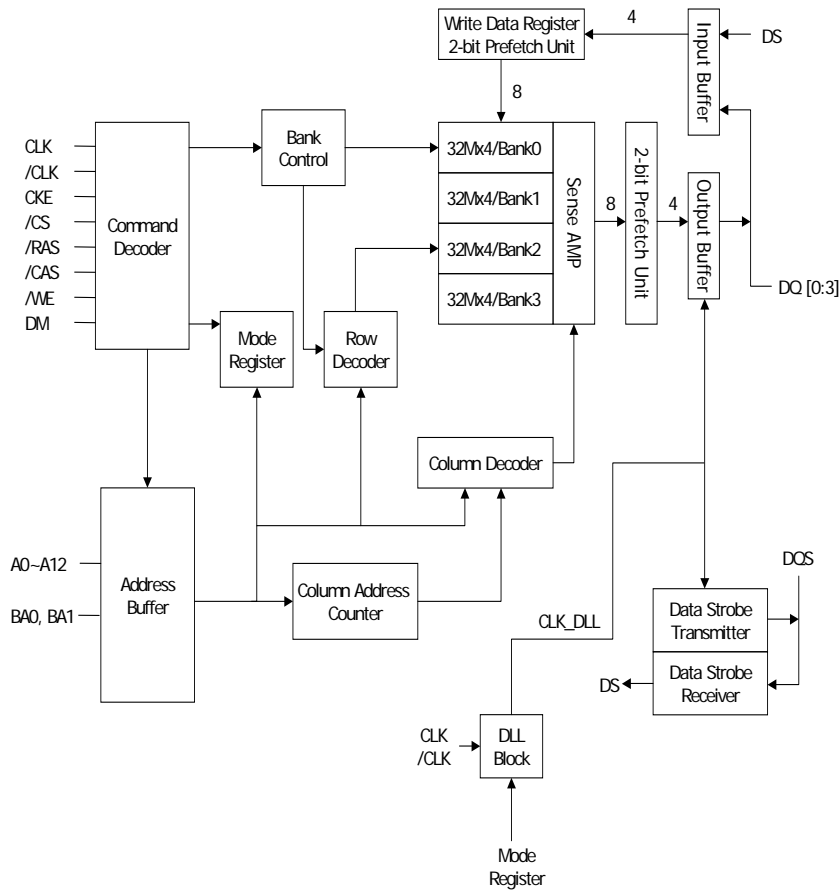 Write Data Register
2-bit Prefetch Unit
4
Input Buffer
DS
8
Bank
Control
32Mx4/Bank0
32Mx4/Bank1
32Mx4/Bank2
32Mx4/Bank3
Sense AMP
8
2-bit Prefetch Unit
4
Output Buffer
DQ [0:3]
CLK
/CLK
CKE
/CS
/RAS
/CAS
/WE
DM
Command
Decoder
Mode
Register
Row
Decoder
Column Decoder
A0~A12
BA0, BA1
Address
Buffer
Column Address
Counter
CLK_DLL
DQS
Data Strobe
Transmitter
Data Strobe
Receiver
DS
CLK
/CLK
DLL
Block
Mode
Register